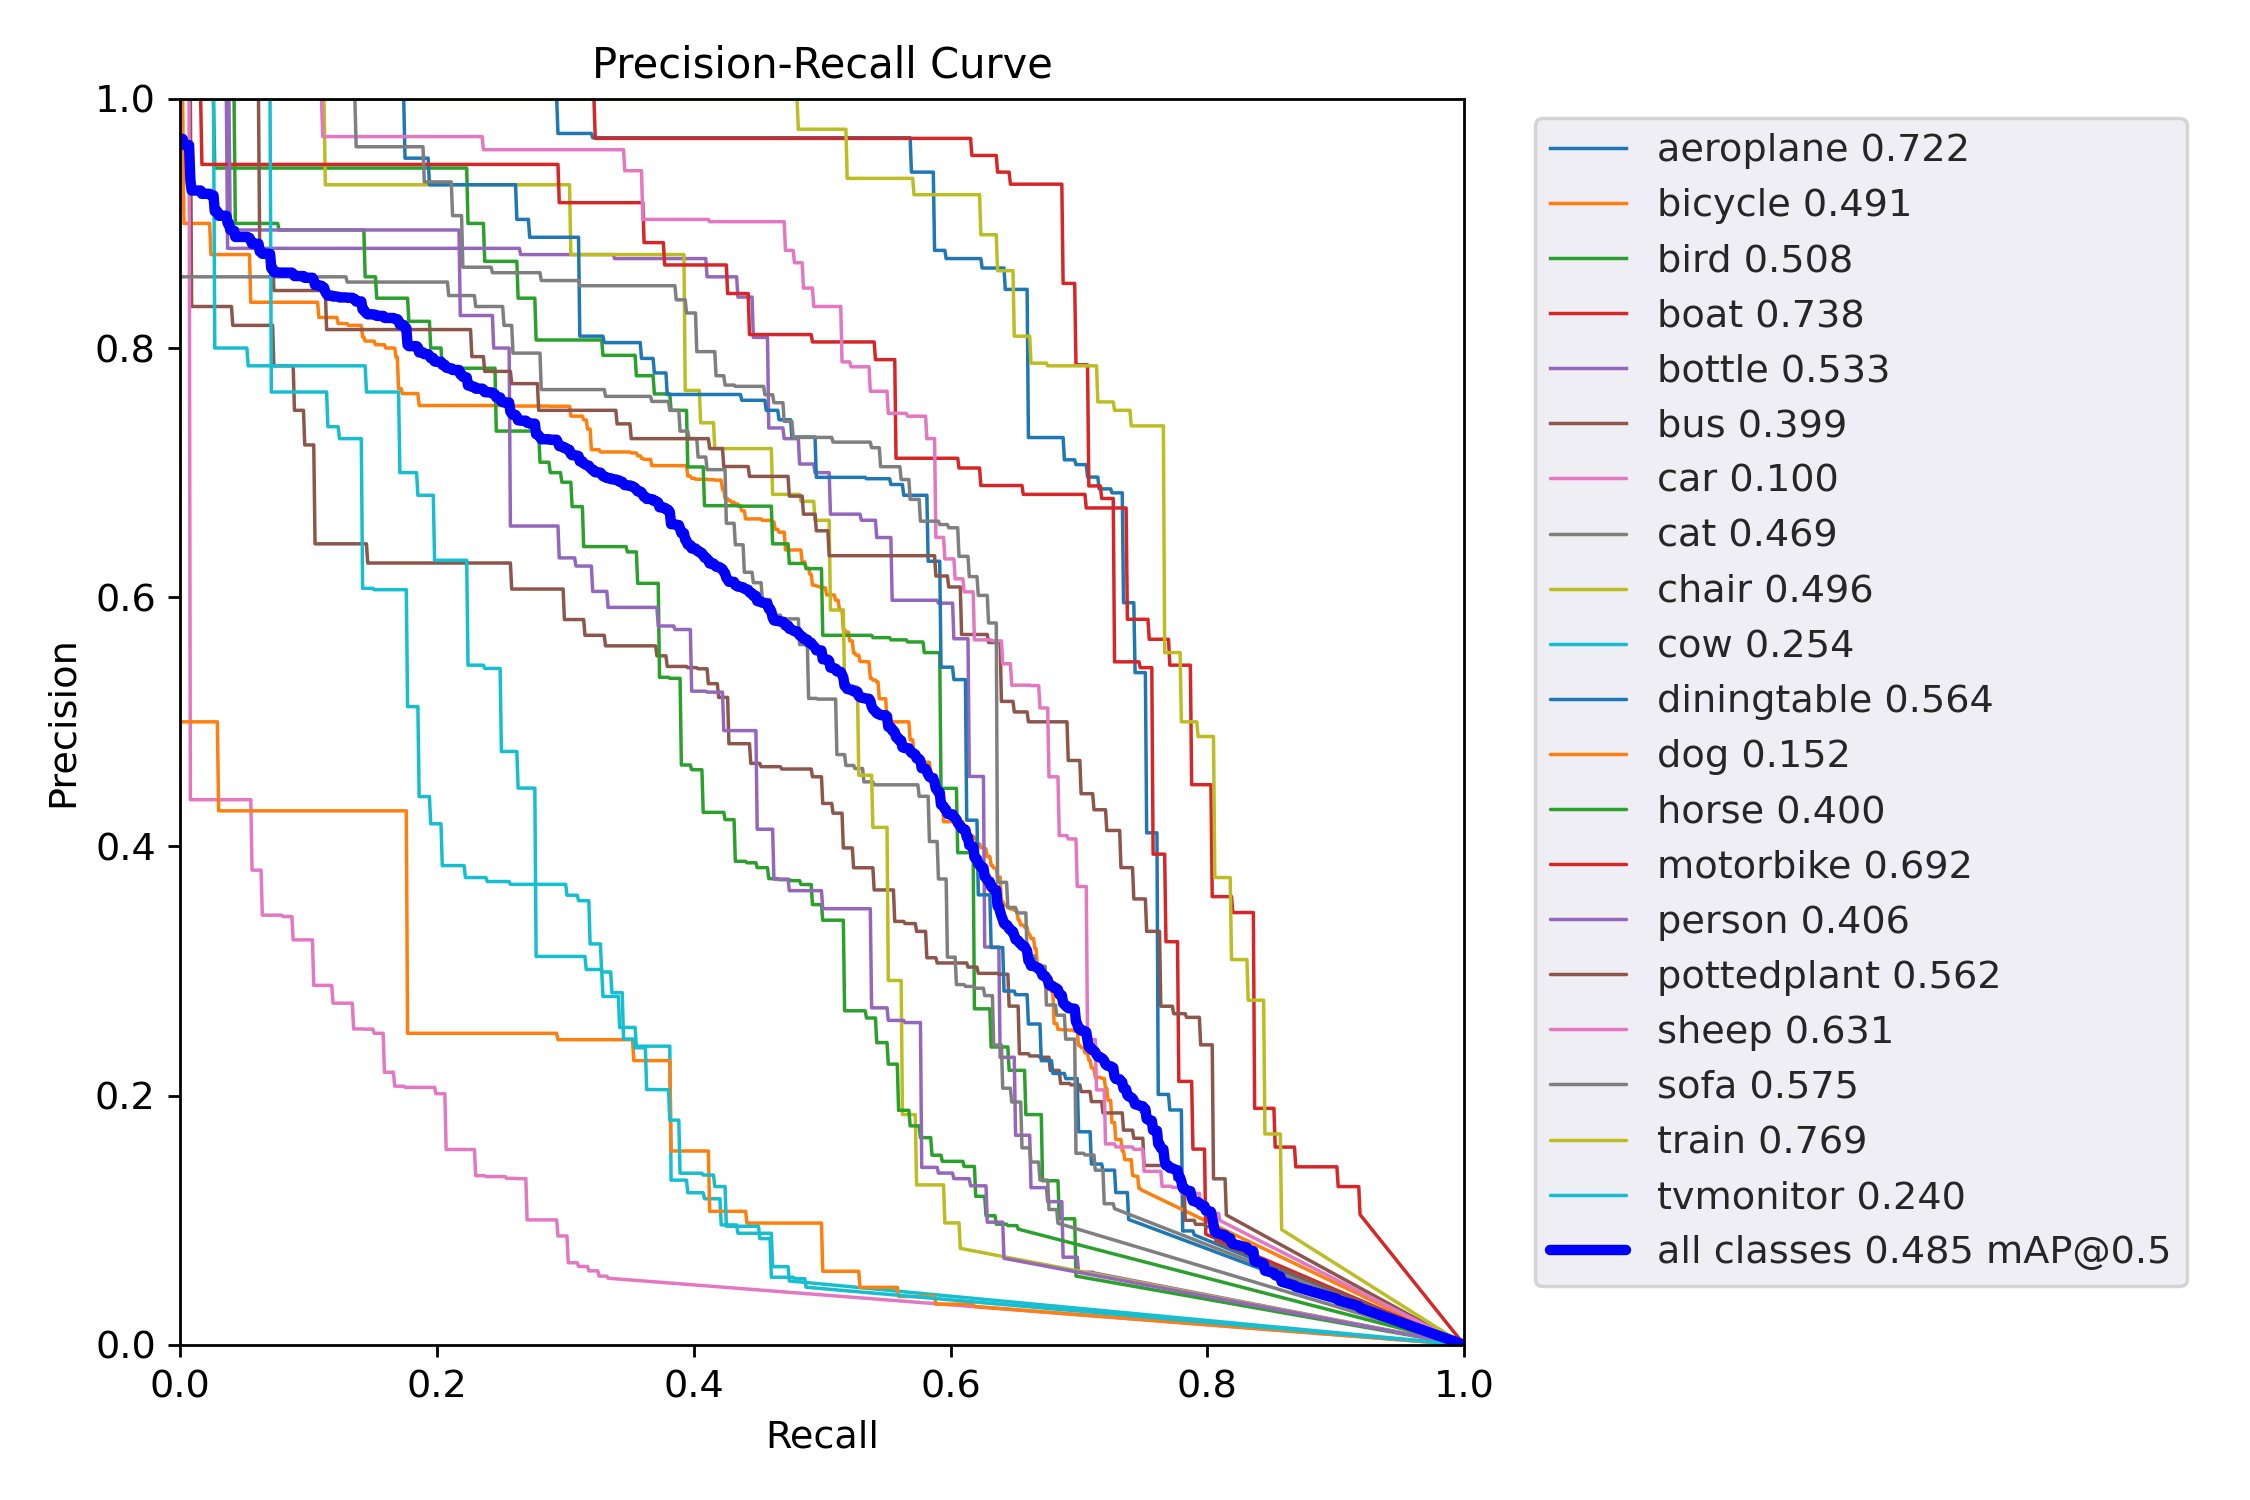 Precision-Recall Curve
1.0
0.8
0.6
0.4
0.2
0.0
Precision
0.0 0.2 0.4 0.6 0.8 1.0
Recall
aeroplane 0.722
bicycle 0.491
bird 0.508
boat 0.738
bottle 0.533
bus 0.399
car 0.100
cat 0.469
chair 0.496
cow 0.254
diningtable 0.564
dog 0.152
horse 0.400
motorbike 0.692
person 0.406
pottedplant 0.562
sheep 0.631
sofa 0.575
train 0.769
tvmonitor 0.240
all classes 0.485 mAP@0.5